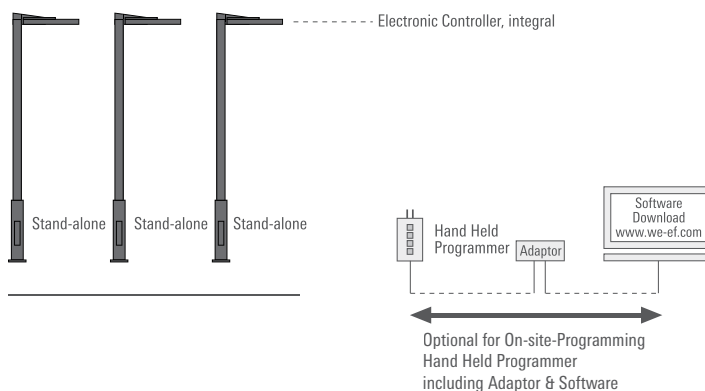 Electronic Controller, integral
Stand-alone
Stand-alone
Stand-alone
Hand Held
Programmer
Adaptor
Software
Download
www.we-ef.com
Optional for On-site-Programming
Hand Held Programmer
including Adaptor & Software